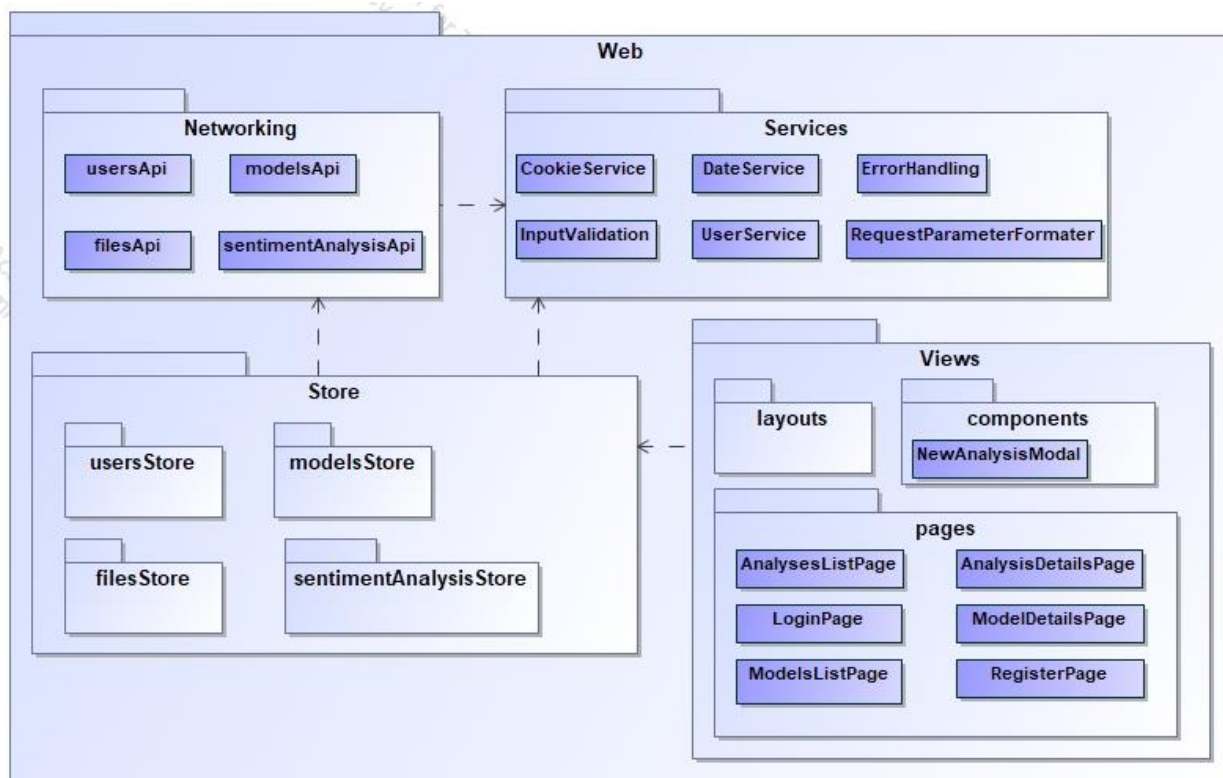 Web
Networking
usersApi
modelsApi
filesApi
sentimentAnalysisApi
Services
CookieService
DateService
ErrorHandling
InputValidation
UserService
RequestParameterFormater
Store
usersStore
modelsStore
filesStore
sentimentAnalysisStore
Views
layouts
components
NewAnalysisModal
pages
AnalysesListPage
AnalysisDetailsPage
LoginPage
ModelDetailsPage
ModelsListPage
RegisterPage